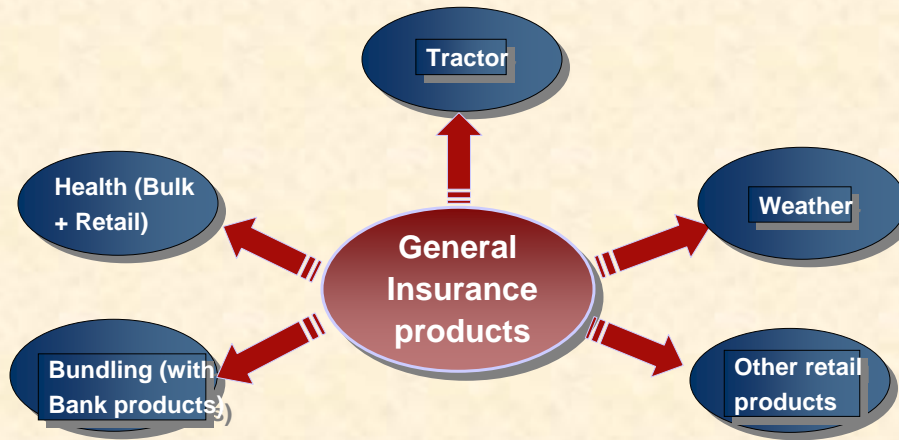 Tractor
Health (Bulk
+ Retail)
Weather
General
Insurance
products
Bundling (with
Bank products)
Other retail
products